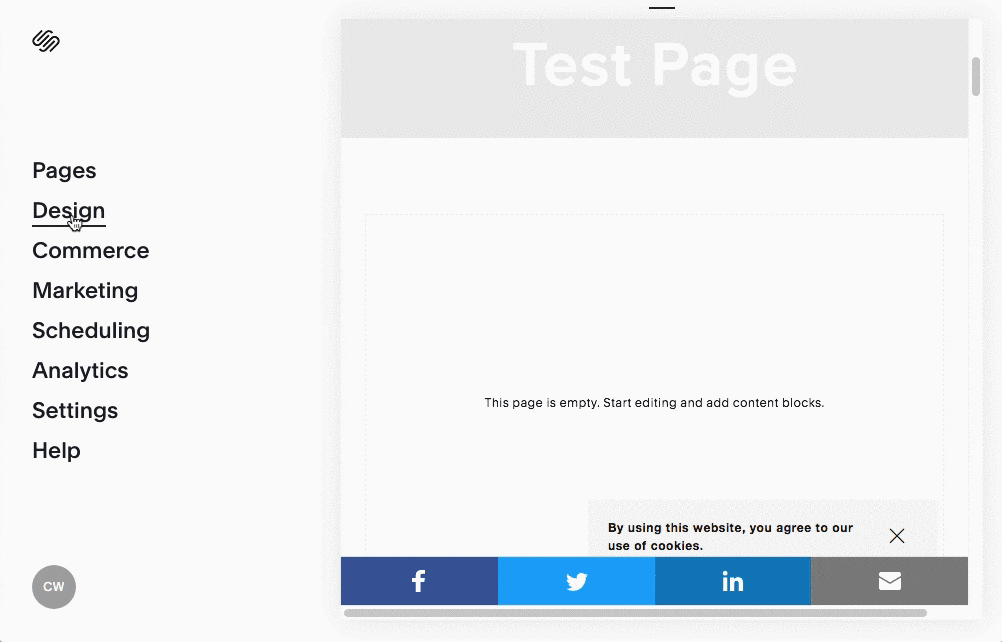 Pages
Design
Commerce
Marketing
Scheduling
Analytics
Settings
Help
CW
Test Page
This page is empty. Start editing and add content blocks.
By using this website, you agree to our
use of cookies.